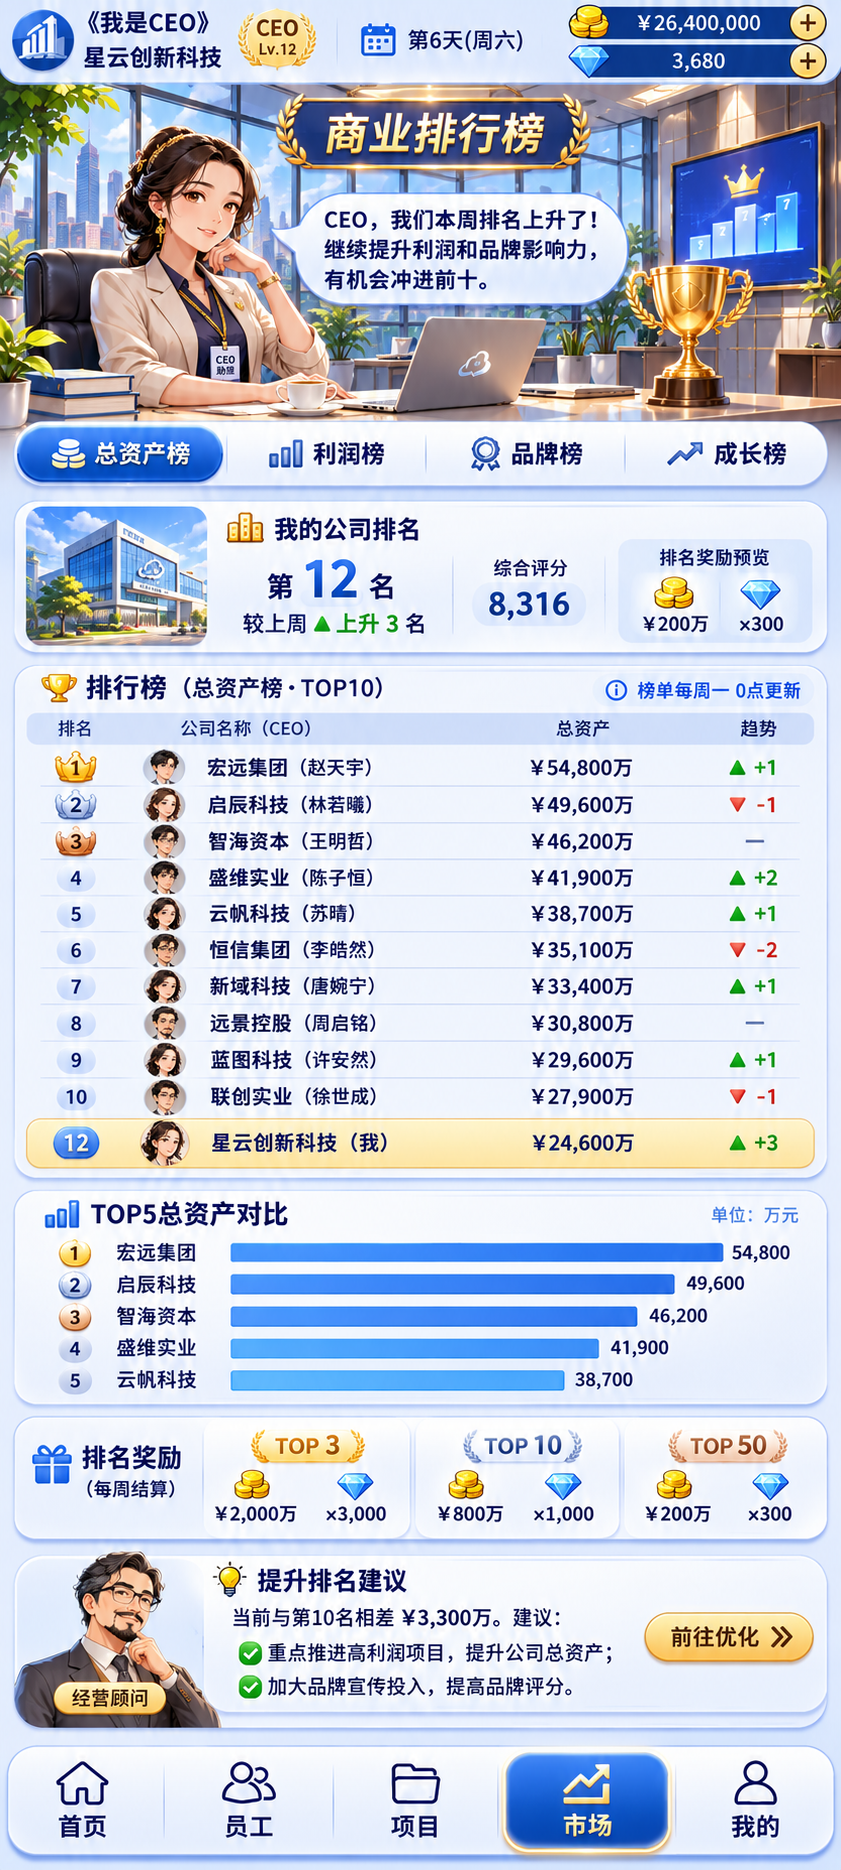 《我是CEO》
星云创新科技
CEO
Lv.12
第6天(周六)
¥26,400,000
+
3,680
+
商业排行榜
CEO，我们本周排名上升了！
继续提升利润和品牌影响力，
有机会冲进前十。
CEO
总资产榜
利润榜
品牌榜
成长榜
我的公司排名
第 12 名
较上周 ▲上升 3 名
综合评分
8,316
排名奖励预览
¥200万 ×300
排行榜（总资产榜·TOP10）
榜单每周一 0点更新
排名 公司名称（CEO） 总资产 趋势
1 宏远集团（赵天宇） ¥54,800万 ▲ +1
2 启辰科技（林若曦） ¥49,600万 ▼ -1
3 智海资本（王明哲） ¥46,200万 —
4 盛维实业（陈子恒） ¥41,900万 ▲ +2
5 云帆科技（苏晴） ¥38,700万 ▲ +1
6 恒信集团（李皓然） ¥35,100万 ▼ -2
7 新域科技（唐婉宁） ¥33,400万 ▲ +1
8 远景控股（周启铭） ¥30,800万 —
9 蓝图科技（许安然） ¥29,600万 ▲ +1
10 联创实业（徐世成） ¥27,900万 ▼ -1
12 星云创新科技（我） ¥24,600万 ▲ +3
TOP5总资产对比
单位：万元
1 宏远集团 54,800
2 启辰科技 49,600
3 智海资本 46,200
4 盛维实业 41,900
5 云帆科技 38,700
排名奖励
（每周结算）
TOP 3
¥2,000万 ×3,000
TOP 10
¥800万 ×1,000
TOP 50
¥200万 ×300
经营顾问
提升排名建议
当前与第10名相差 ¥3,300万。建议：
重点推进高利润项目，提升公司总资产；
加大品牌宣传投入，提高品牌评分。
前往优化
首页
员工
项目
市场
我的